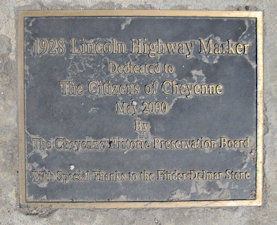 1928 Lincoln Highway Marker
Dedicated to
The Citizens of Cheyenne
May 2000
by
The Cheyenne Historic Preservation Board
With Special Thanks to the Delmar Stone